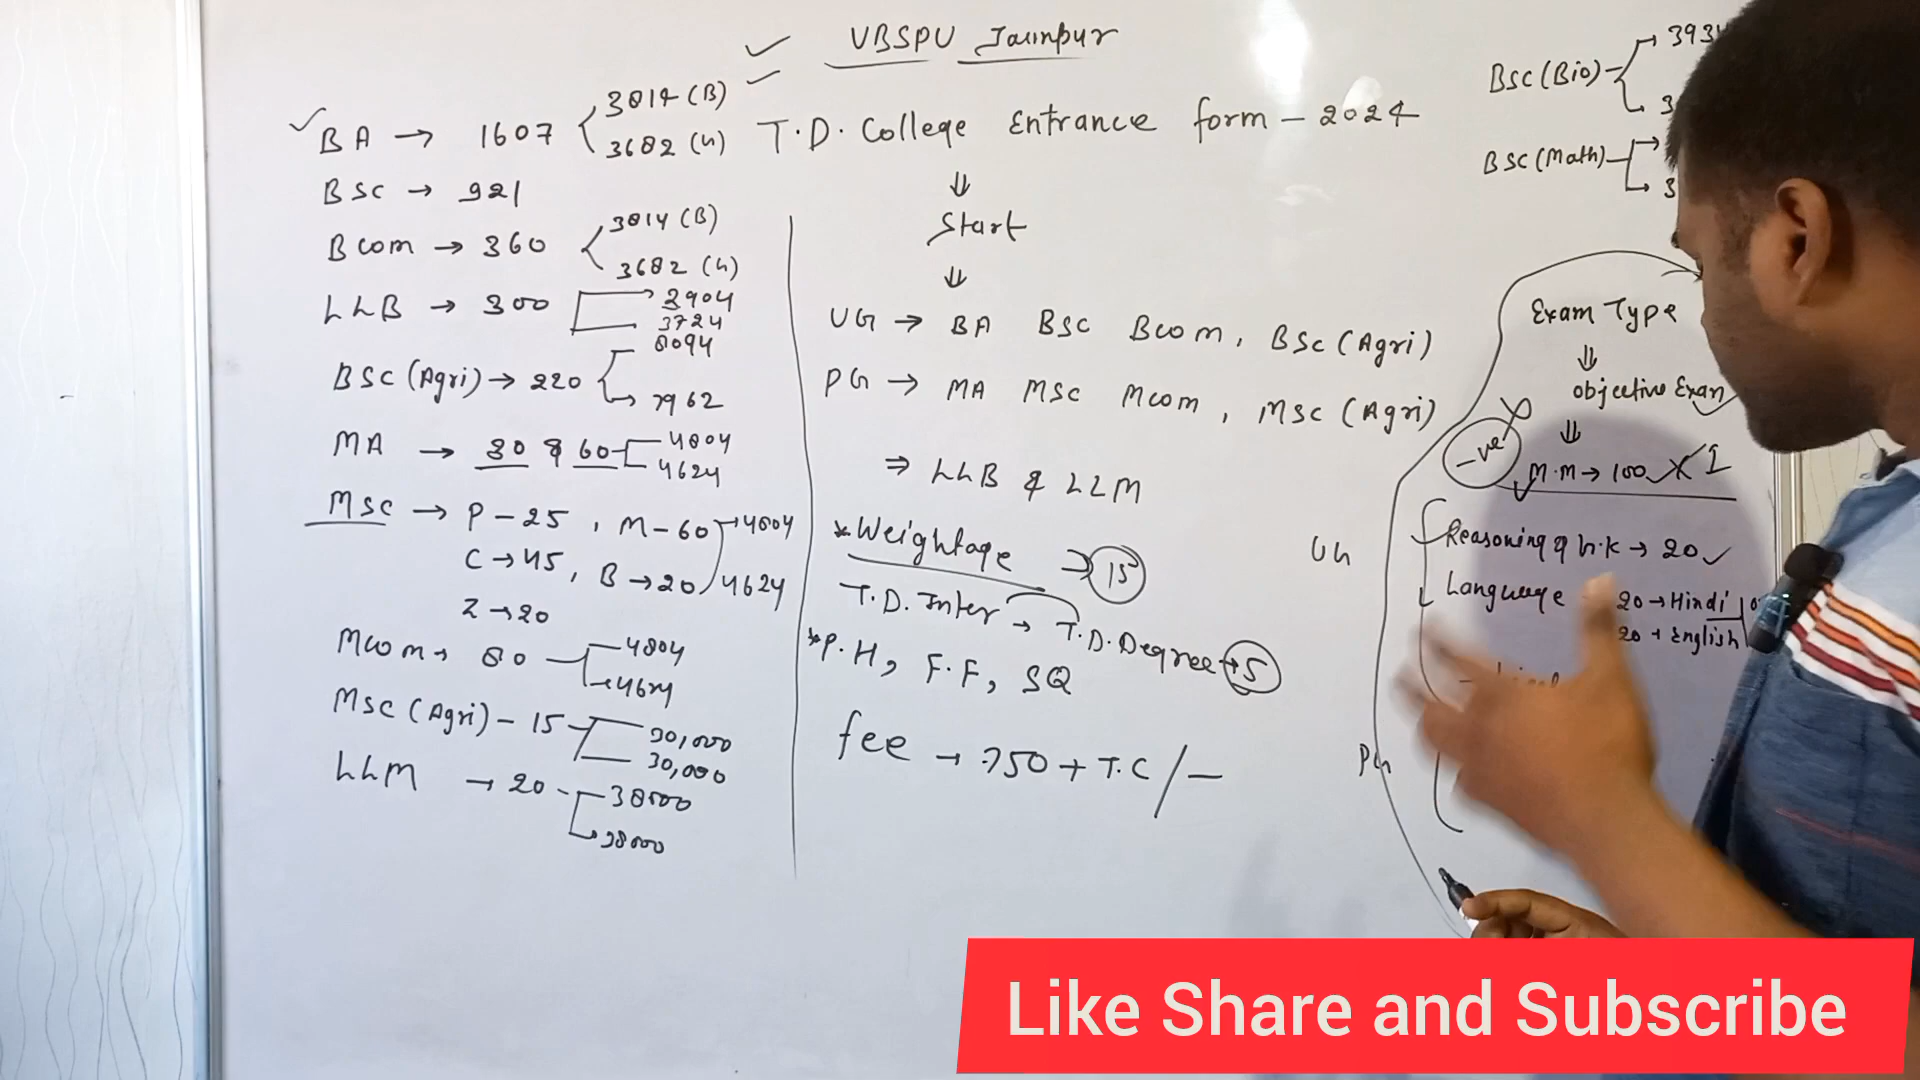 VBSPU Jaunpur
T.D. College Entrance form - 2024
⇓
Start
⇓
UG → BA BSC Bcom, BSc (Agri)
PG → MA MSC Mcom, MSC (Agri)
⇒ LLB & LLM
* Weightage → 15
T.D. Inter → T.D. Degree → 5
* P.H, F.F, SQ
fee → 750 + T.C /-
BA → 1607 3814 (B)
3682 (G)
BSC → 921
Bcom → 360 3814 (B)
3682 (G)
LLB → 300 3904
3724
BSC (Agri) → 220 8094
7962
MA → 30 & 60 4804
4624
MSC → P - 25, M - 60 4804
C → 45, B → 20 4624
Z → 20
Mcom → 80 4804
4624
MSC (Agri) - 15 30,000
30,000
LLM → 20 - 38000
38000
BSC (Bio)
BSC (Math)
Exam Type
⇓
objective Exam
⇓
-ve
M.M → 100
UG
Reasoning & G.K → 20
Language 20 → Hindi
20 → English
PG
Like Share and Subscribe